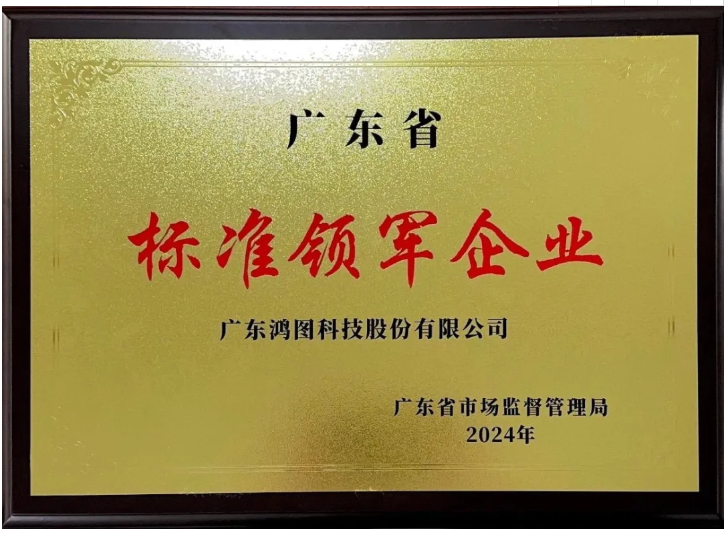 广东省
标准领军企业
广东鸿图科技股份有限公司
广东省市场监督管理局
2024年